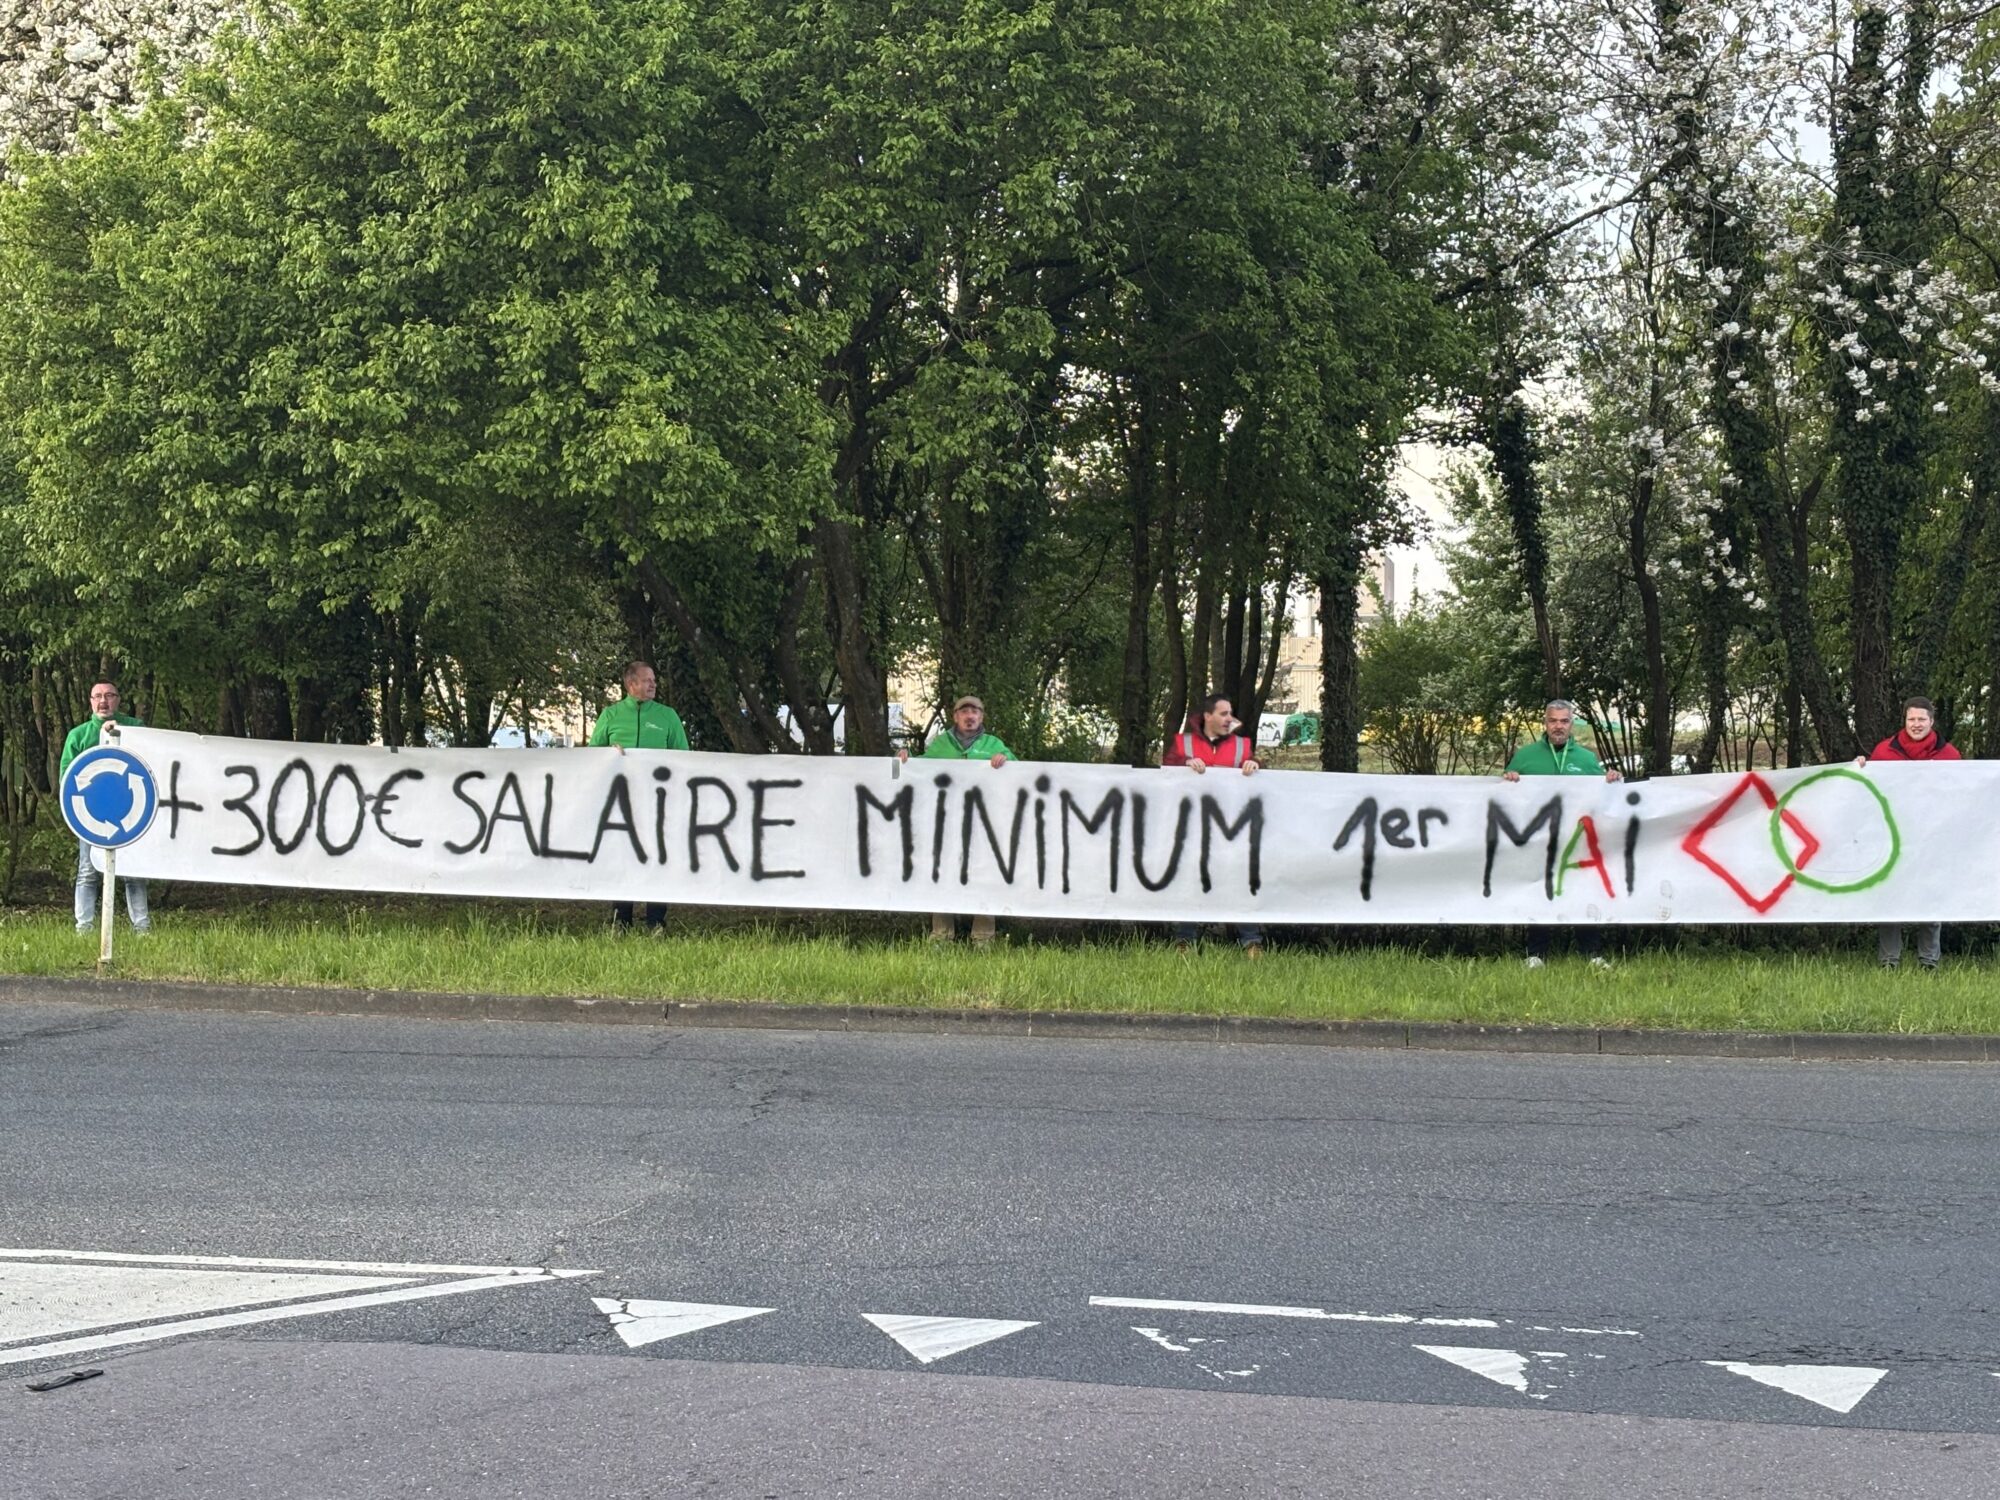 +300€ SALAiRE MiNiMUM 1er MAi